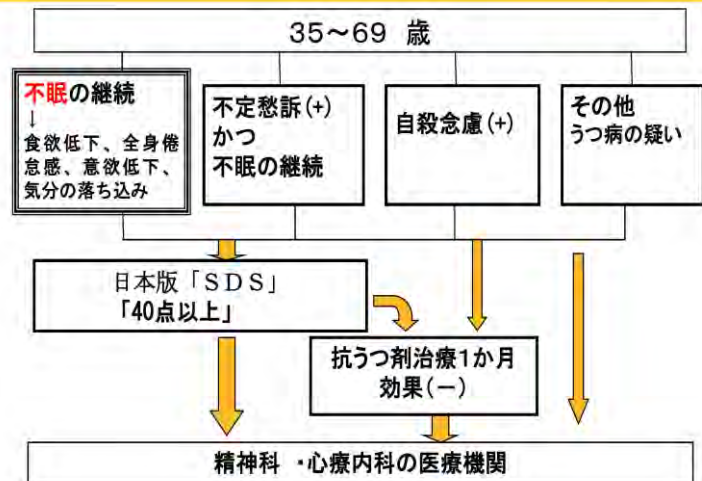 35～69 歳
不眠の継続
↓
食欲低下、全身倦
怠感、意欲低下、
気分の落ち込み
不定愁訴(+)
かつ
不眠の継続
自殺念慮(+)
その他
うつ病の疑い
日本版「ＳＤＳ」
「40点以上」
抗うつ剤治療1か月
効果(－)
精神科 ・心療内科の医療機関